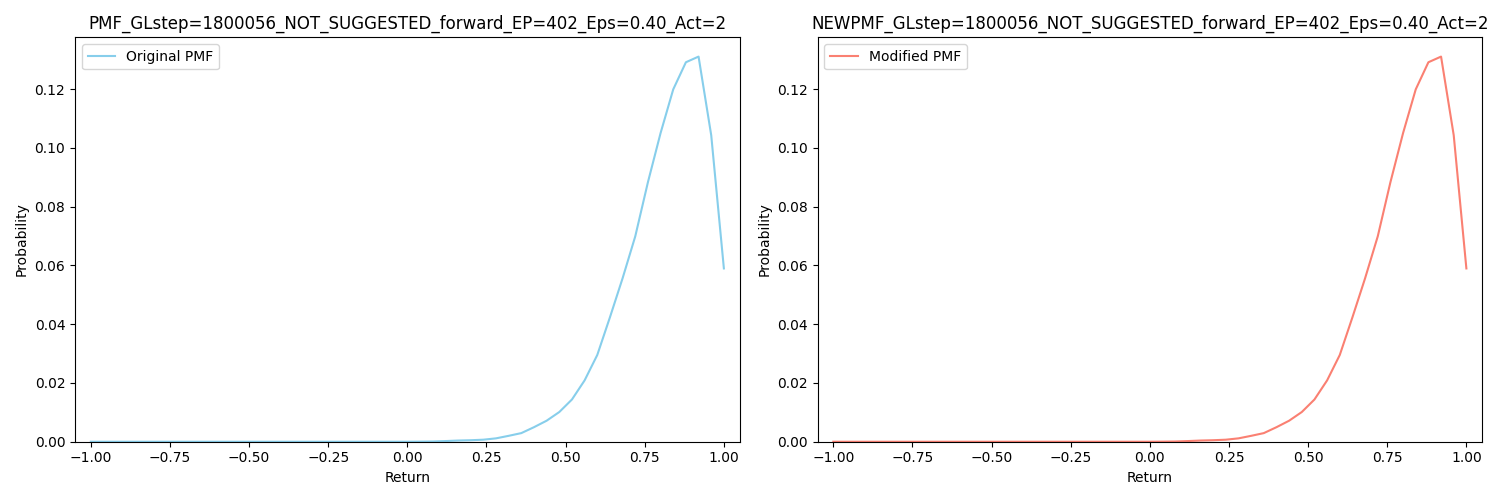 PMF_GLstep=1800056_NOT_SUGGESTED_forward_EP=402_Eps=0.40_Act=2
Original PMF
Probability
0.12
0.10
0.08
0.06
0.04
0.02
0.00
−1.00 −0.75 −0.50 −0.25 0.00 0.25 0.50 0.75 1.00
Return
NEWPMF_GLstep=1800056_NOT_SUGGESTED_forward_EP=402_Eps=0.40_Act=2
Modified PMF
Probability
0.12
0.10
0.08
0.06
0.04
0.02
0.00
−1.00 −0.75 −0.50 −0.25 0.00 0.25 0.50 0.75 1.00
Return